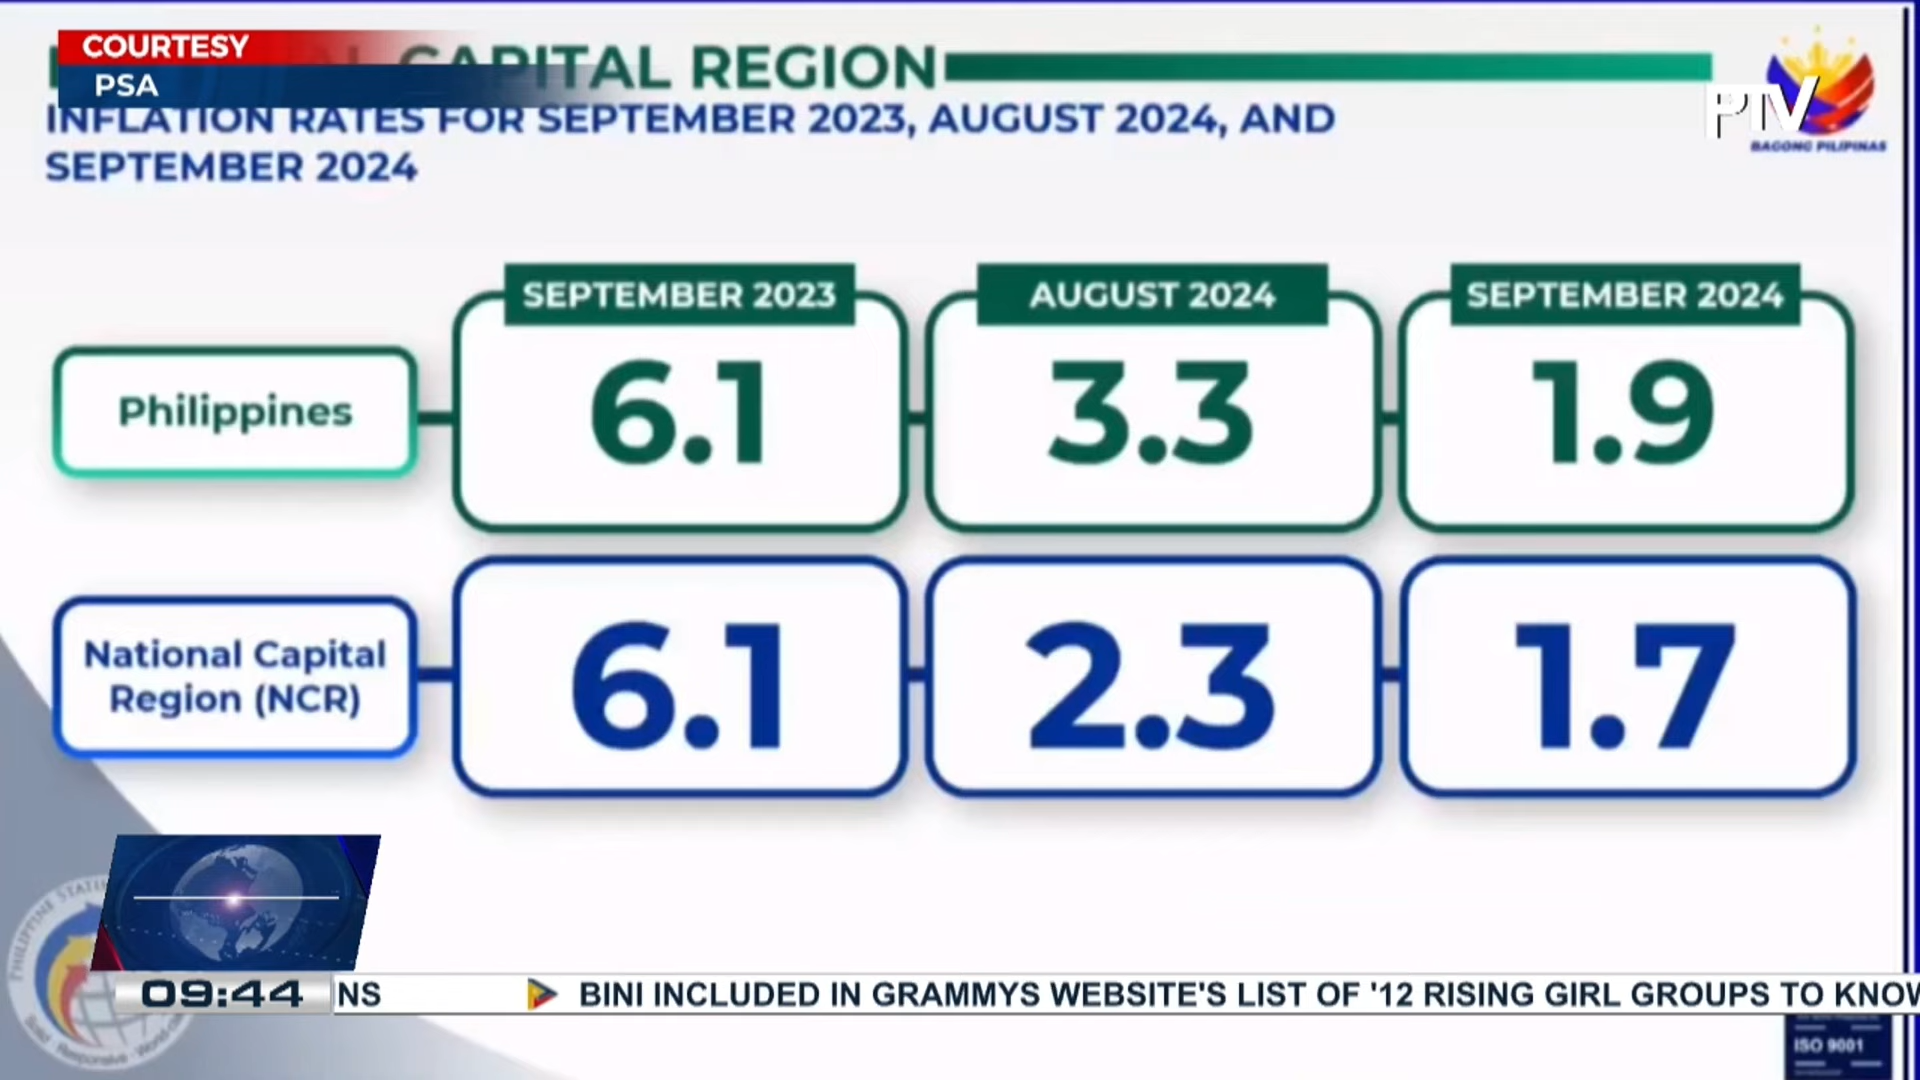 COURTESY
PSA
CAPITAL REGION
INFLATION RATES FOR SEPTEMBER 2023, AUGUST 2024, AND
SEPTEMBER 2024
PTV
BAGONG PILIPINAS
SEPTEMBER 2023
AUGUST 2024
SEPTEMBER 2024
Philippines
6.1
3.3
1.9
National Capital
Region (NCR)
6.1
2.3
1.7
09:44
NS
BINI INCLUDED IN GRAMMYS WEBSITE'S LIST OF '12 RISING GIRL GROUPS TO KNOW
ISO 9001